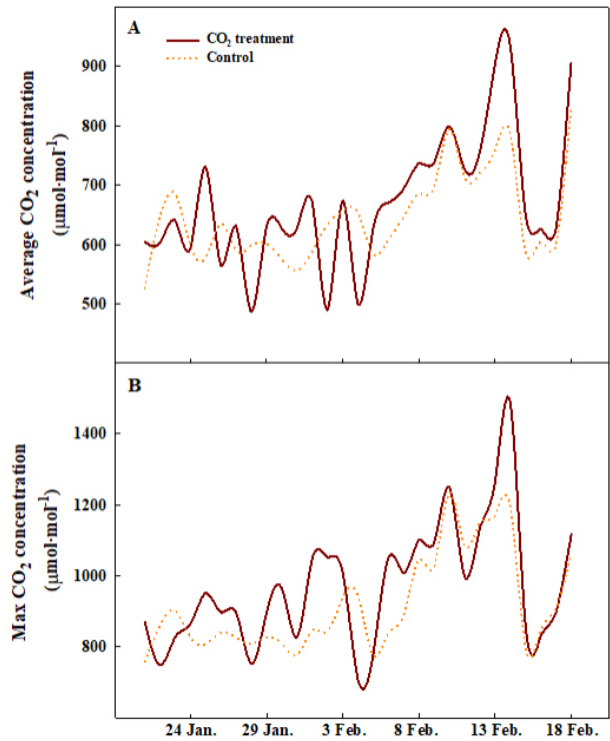 A
CO₂ treatment
Control
900
800
700
600
500
Average CO₂ concentration
(μmol·mol⁻¹)
B
1400
1200
1000
800
Max CO₂ concentration
(μmol·mol⁻¹)
24 Jan. 29 Jan. 3 Feb. 8 Feb. 13 Feb. 18 Feb.